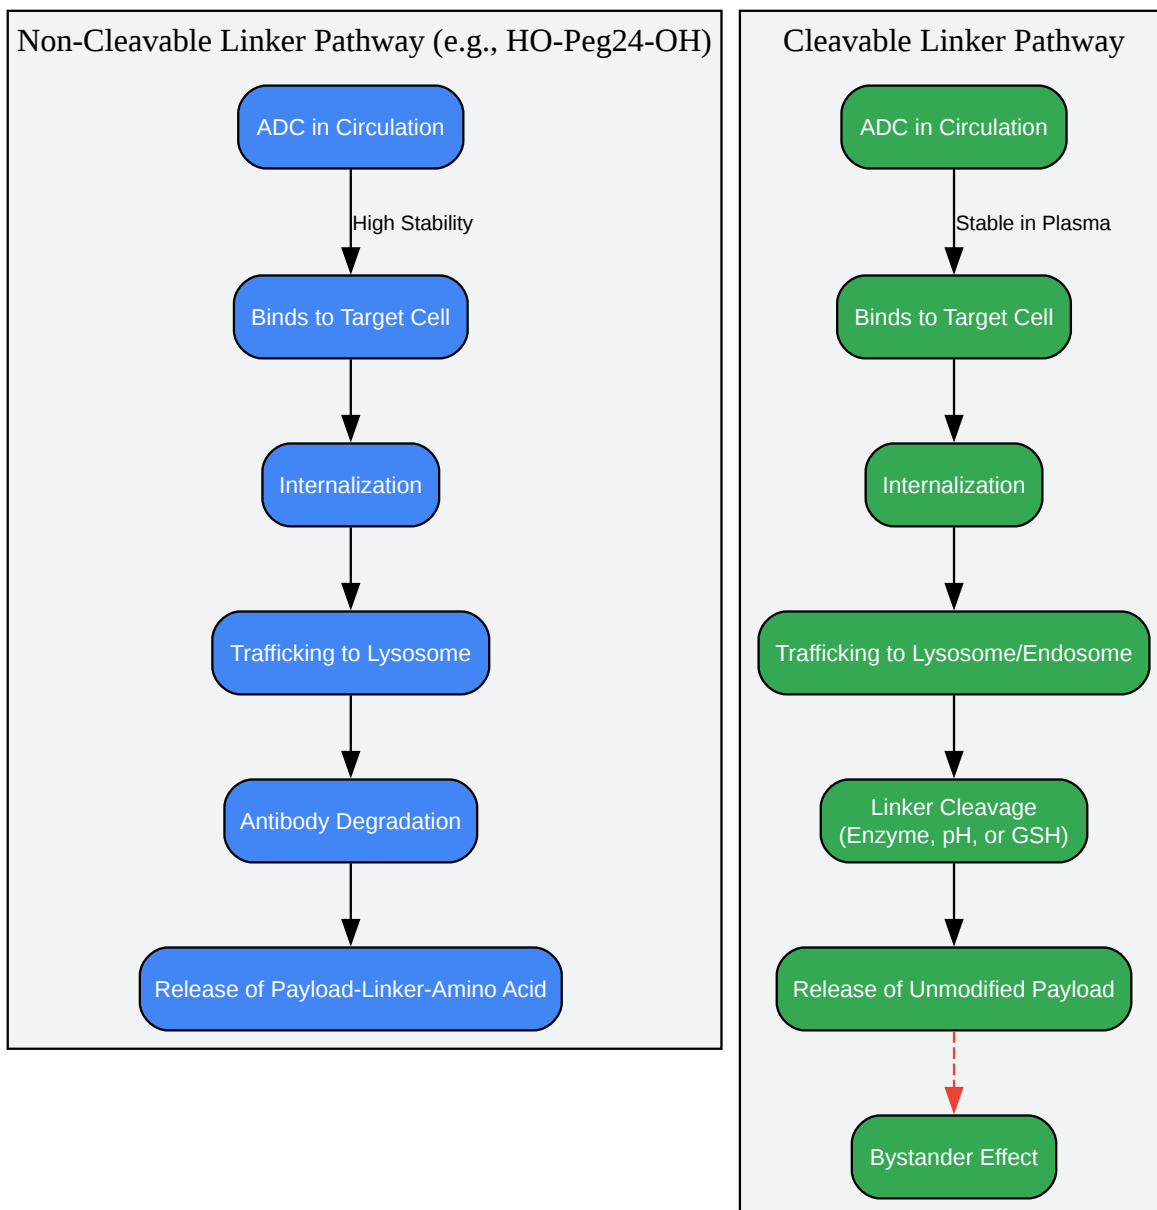 Non-Cleavable Linker Pathway (e.g., HO-Peg24-OH)
ADC in Circulation
High Stability
Binds to Target Cell
Internalization
Trafficking to Lysosome
Antibody Degradation
Release of Payload-Linker-Amino Acid
Cleavable Linker Pathway
ADC in Circulation
Stable in Plasma
Binds to Target Cell
Internalization
Trafficking to Lysosome/Endosome
Linker Cleavage
(Enzyme, pH, or GSH)
Release of Unmodified Payload
Bystander Effect